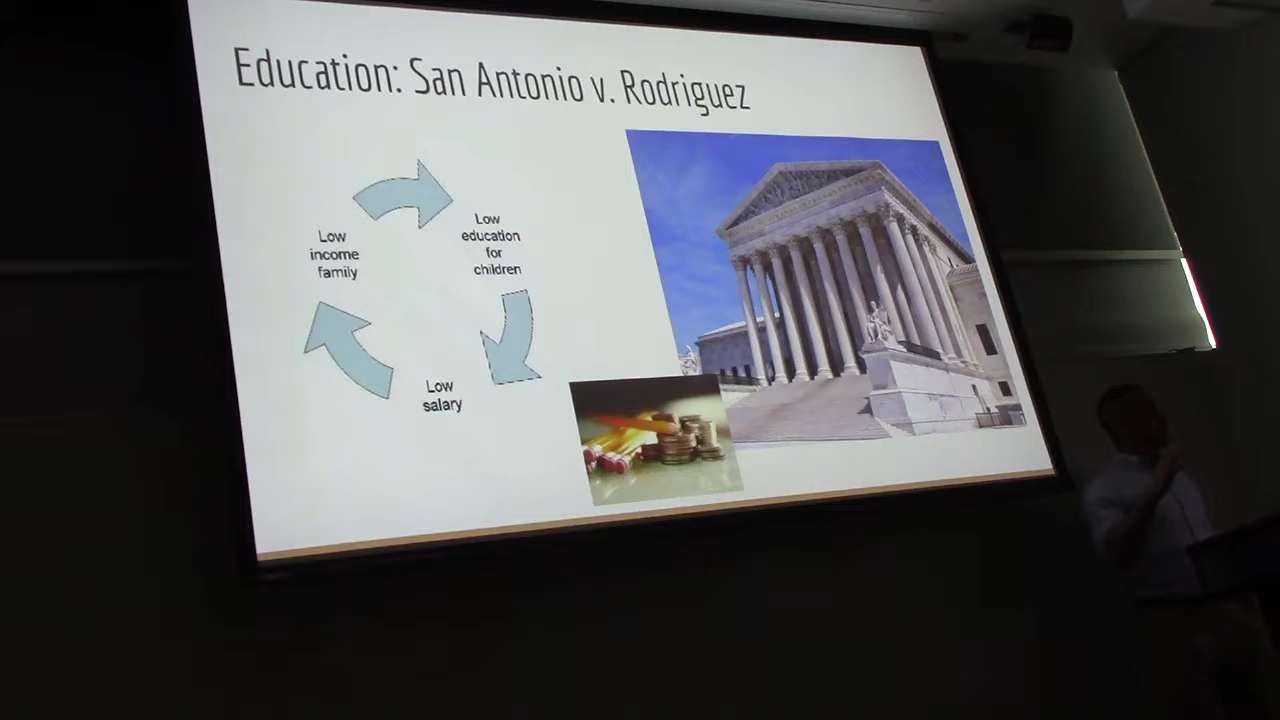 Education: San Antonio v. Rodriguez
Low
income
family
Low
education
for
children
Low
salary